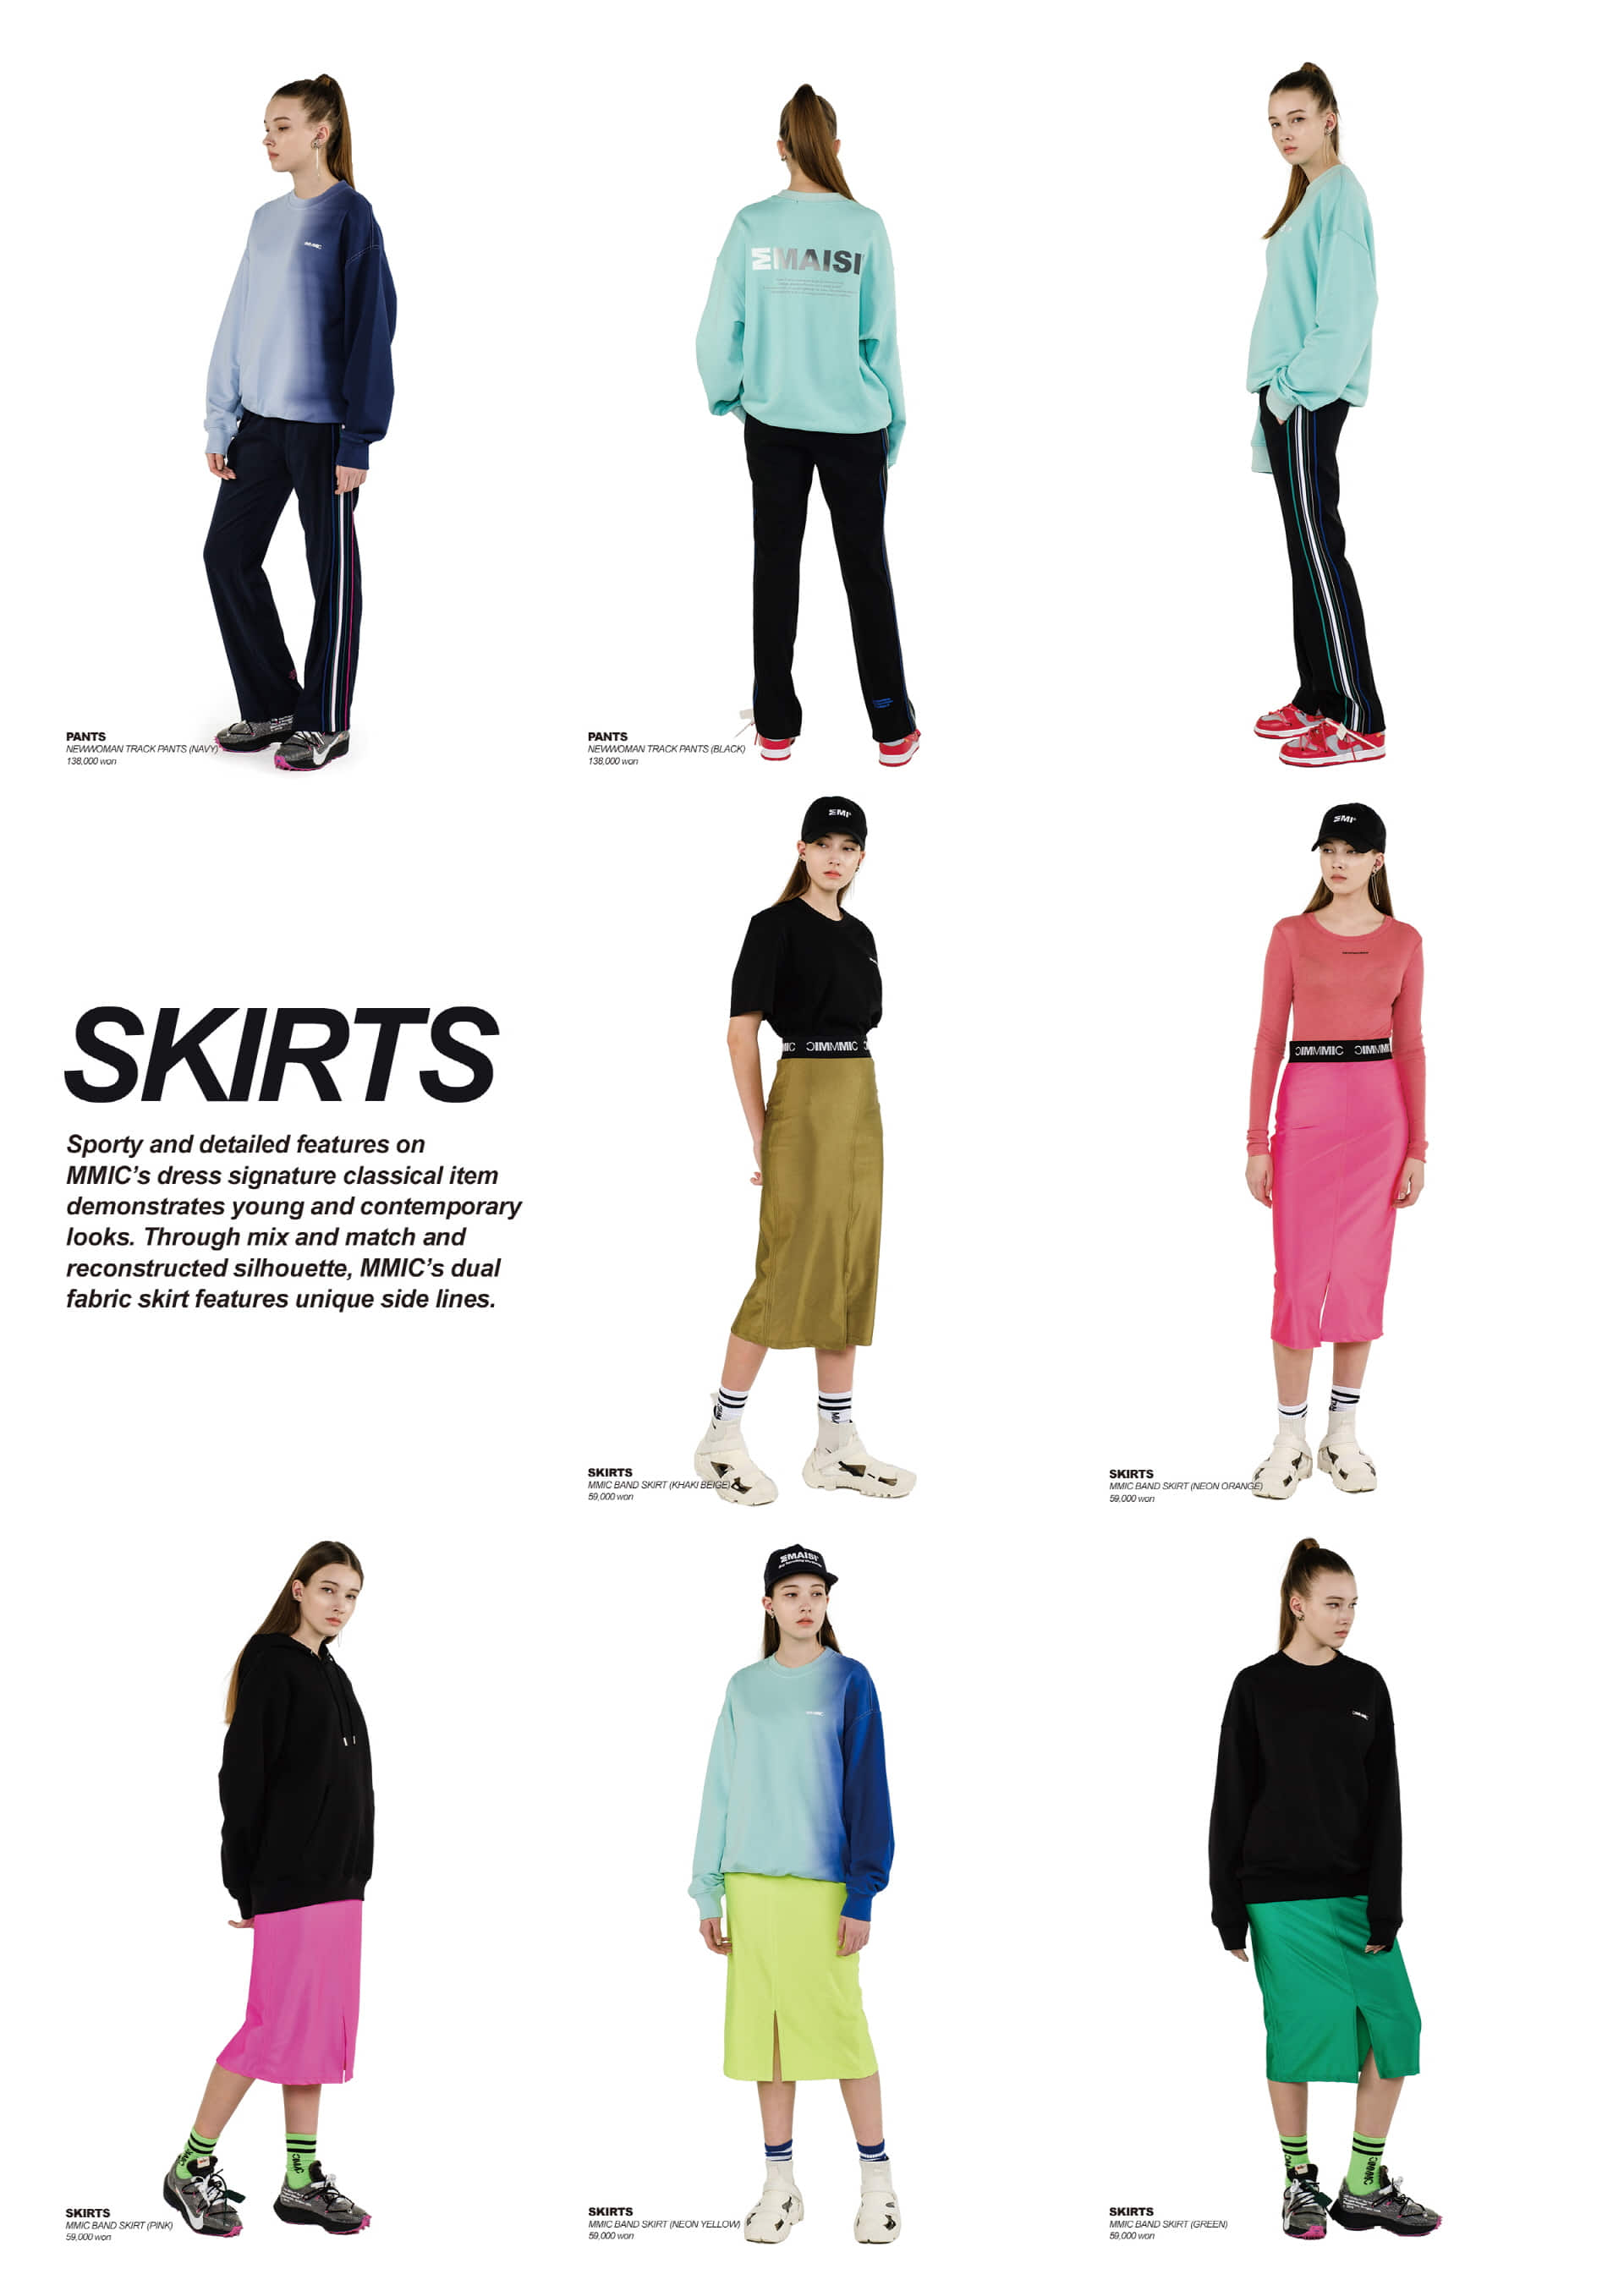 MMIC
MAISI
PANTS
NEWWOMAN TRACK PANTS (NAVY)
138,000 won
PANTS
NEWWOMAN TRACK PANTS (BLACK)
138,000 won
MMIC
SKIRTS
Sporty and detailed features on
MMIC’s dress signature classical item
demonstrates young and contemporary
looks. Through mix and match and
reconstructed silhouette, MMIC’s dual
fabric skirt features unique side lines.
SKIRTS
MMIC BAND SKIRT (KHAKI BEIGE)
59,000 won
SKIRTS
MMIC BAND SKIRT (NEON ORANGE)
59,000 won
MAISI
SKIRTS
MMIC BAND SKIRT (PINK)
59,000 won
SKIRTS
MMIC BAND SKIRT (NEON YELLOW)
59,000 won
SKIRTS
MMIC BAND SKIRT (GREEN)
59,000 won